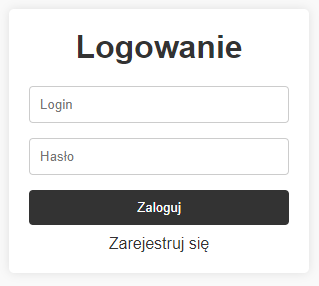 Logowanie
Login
Hasło
Zaloguj
Zarejestruj się